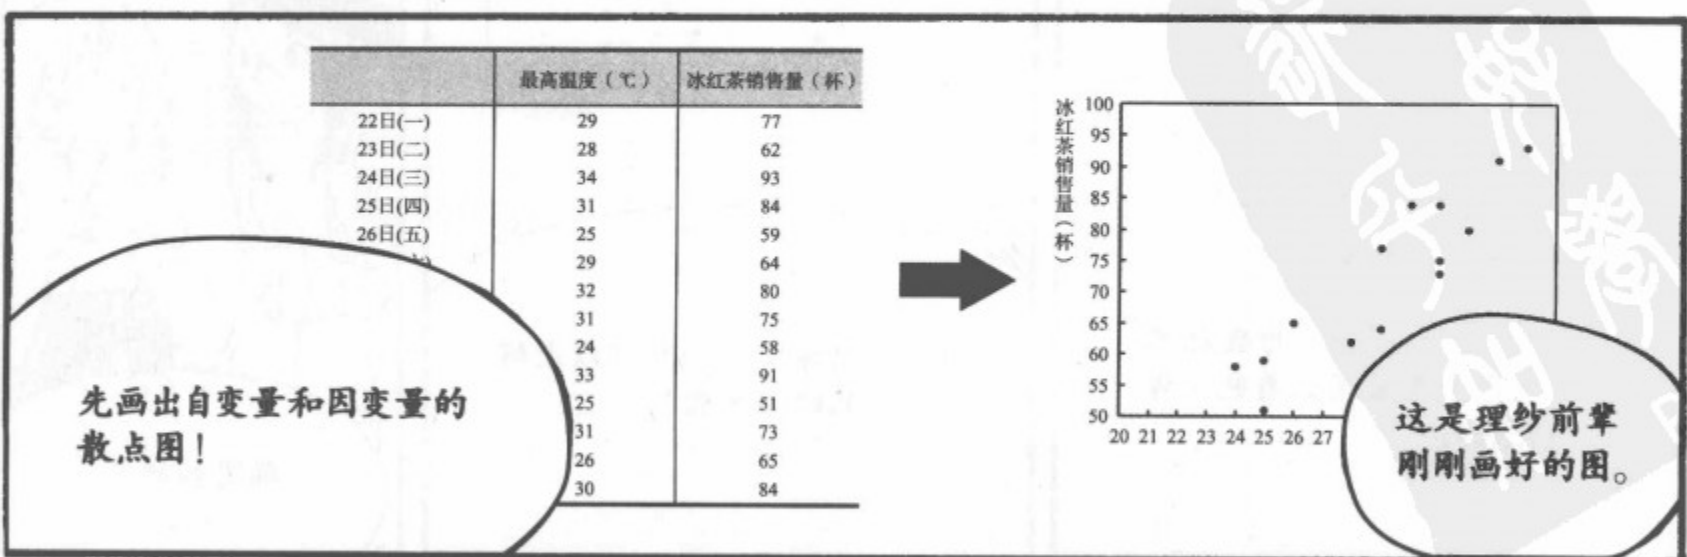 最高温度（℃） 冰红茶销售量（杯）
22日(一) 29 77
23日(二) 28 62
24日(三) 34 93
25日(四) 31 84
26日(五) 25 59
29 64
32 80
31 75
24 58
33 91
25 51
31 73
26 65
30 84
先画出自变量和因变量的
散点图！
冰红茶销售量（杯）
100
95
90
85
80
75
70
65
60
55
50
20 21 22 23 24 25 26 27
这是理纱前辈
刚刚画好的图。